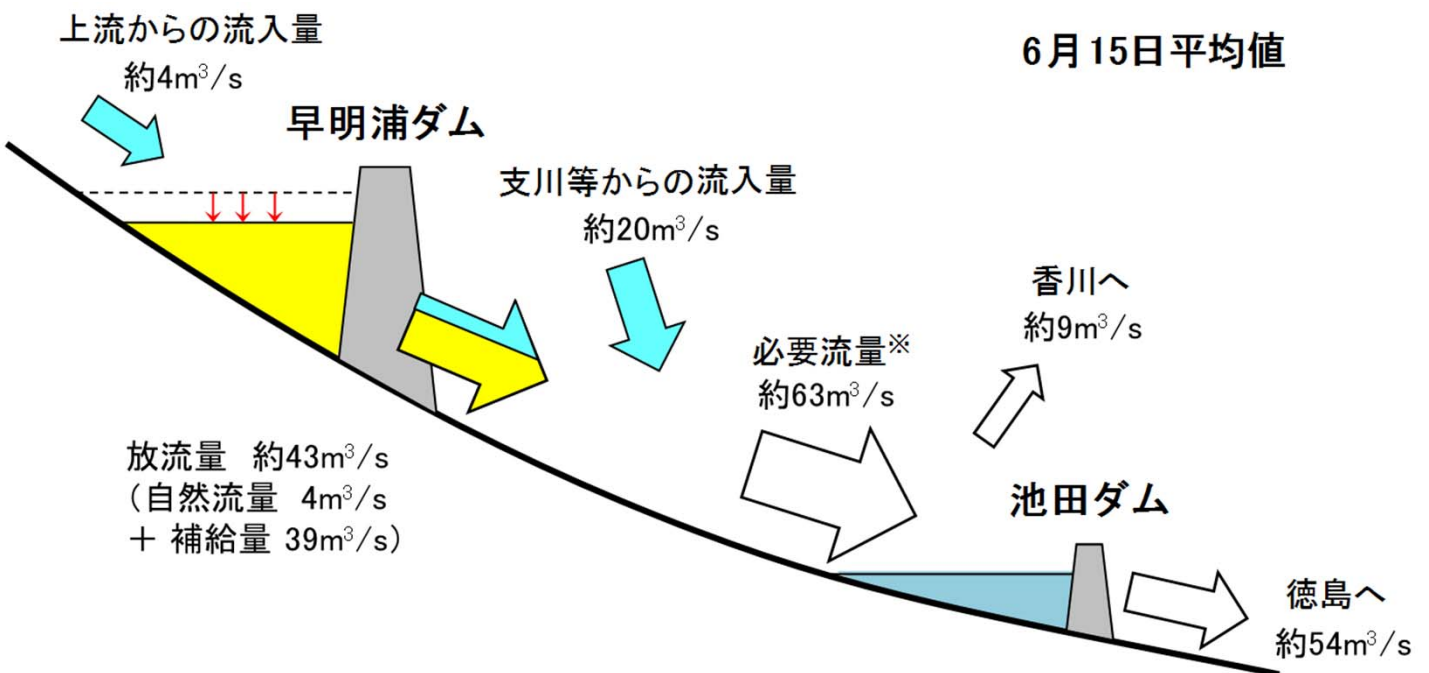 上流からの流入量
約4m³/s
6月15日平均値
早明浦ダム
支川等からの流入量
約20m³/s
香川へ
約9m³/s
必要流量※
約63m³/s
放流量 約43m³/s
(自然流量 4m³/s
+ 補給量 39m³/s)
池田ダム
徳島へ
約54m³/s